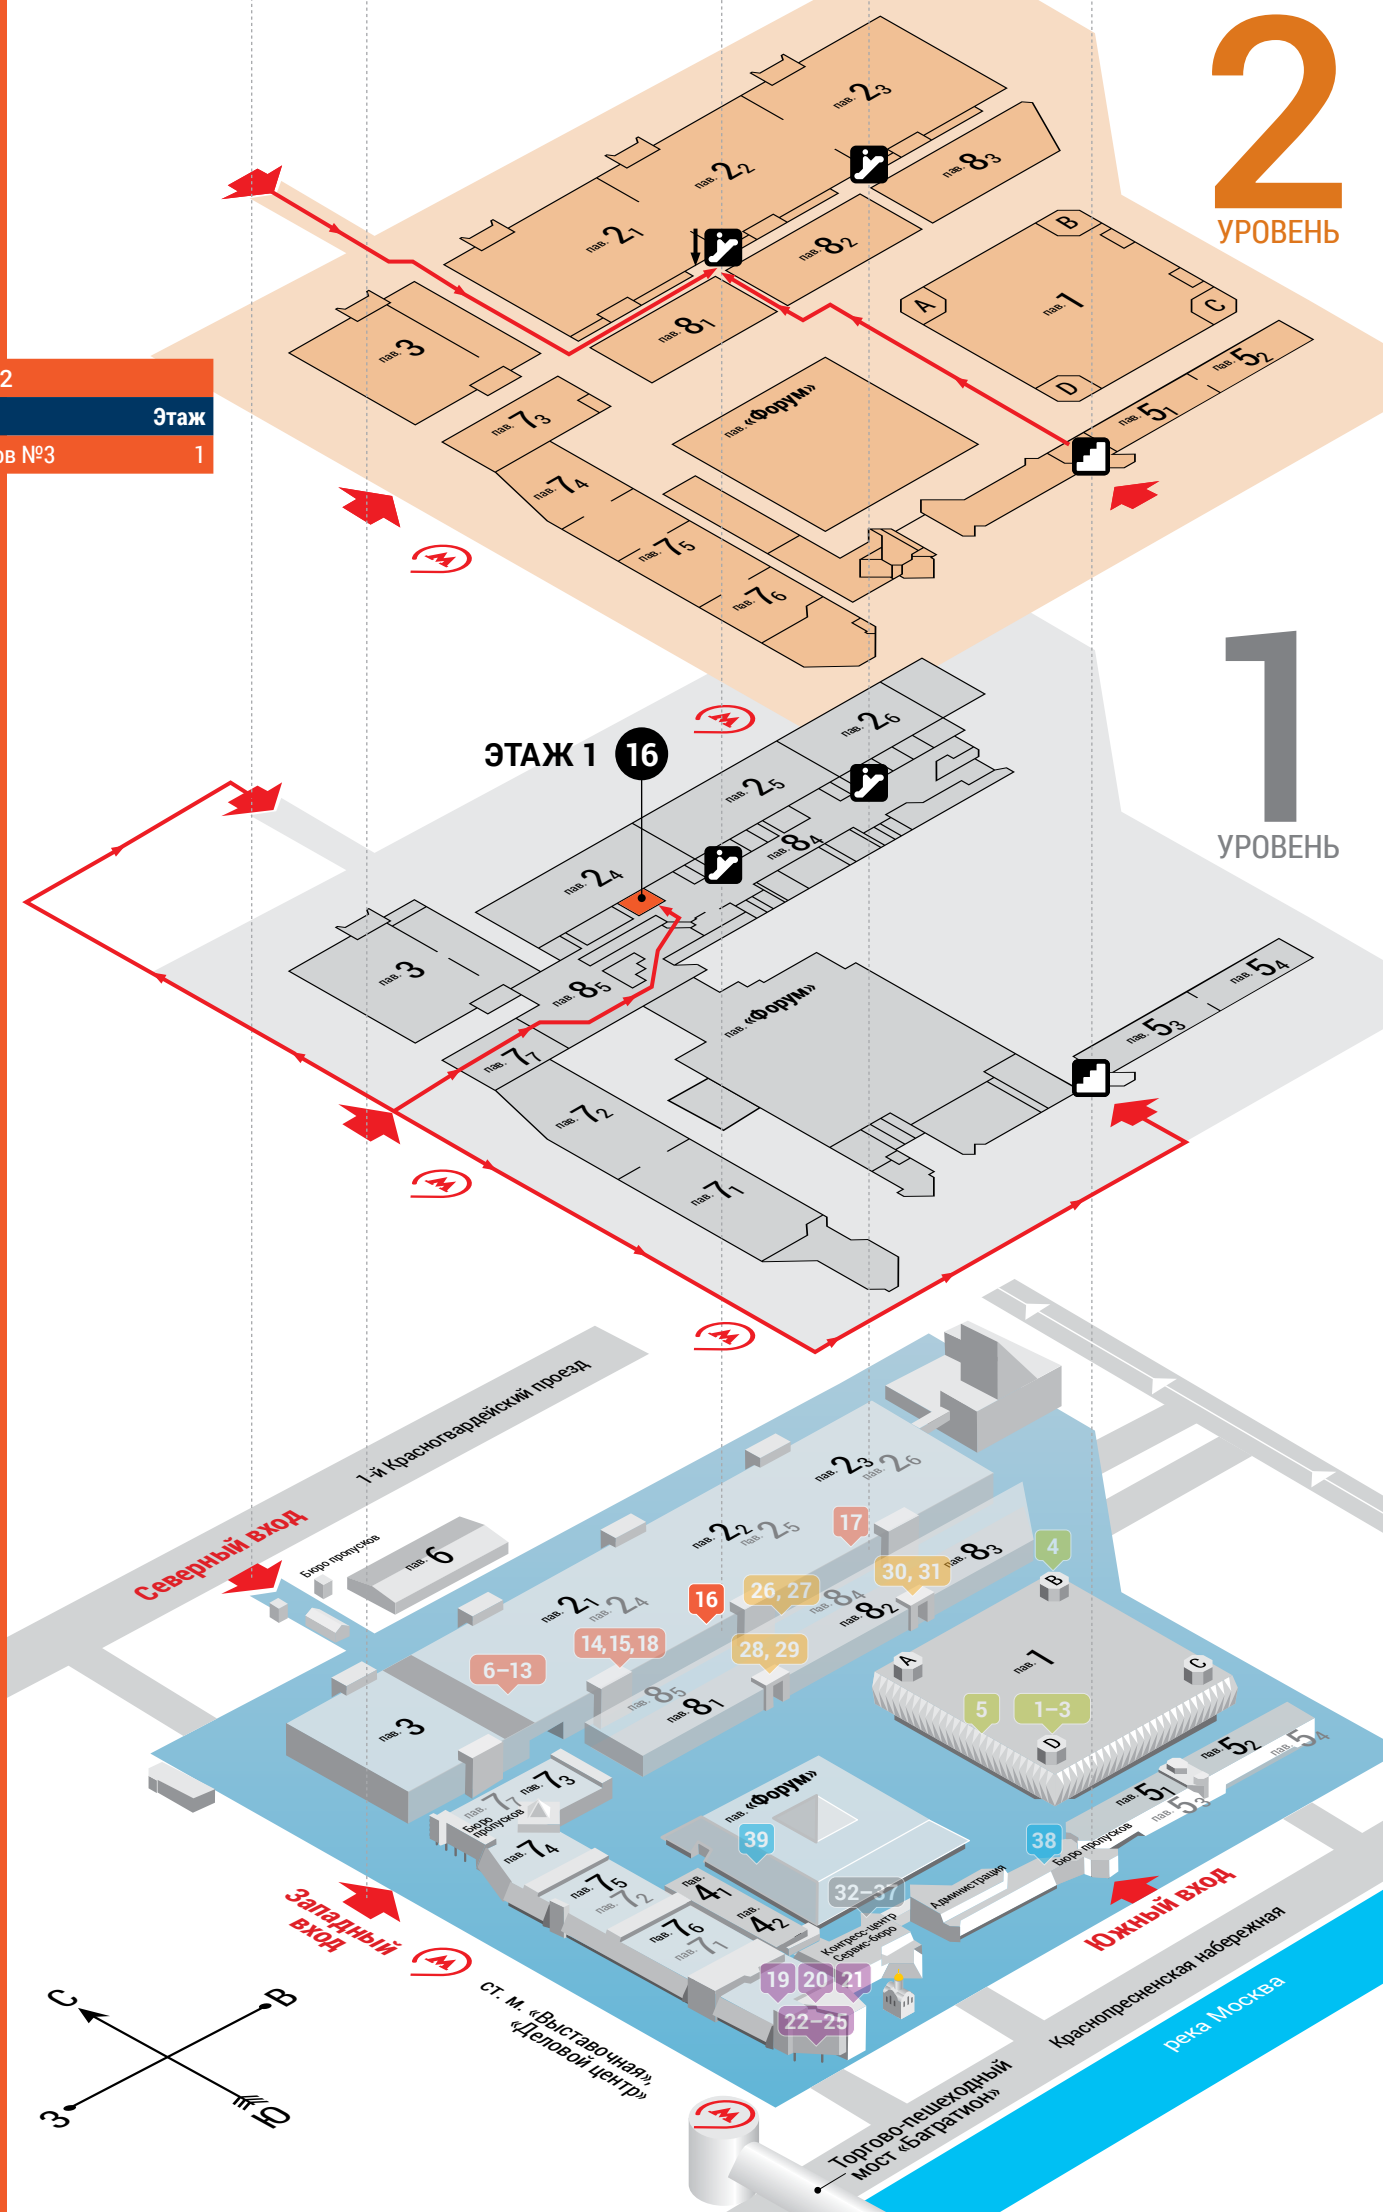 2
УРОВЕНЬ
пав. 2₃
пав. 2₂
пав. 8₃
пав. 2₁
пав. 8₂
B
A
пав. 1
C
D
пав. 8₁
пав. 3
пав. 5₂
пав. 5₁
пав. «Форум»
пав. 7₃
пав. 7₄
пав. 7₅
пав. 7₆
2
Этаж
ов №3 1
1
УРОВЕНЬ
ЭТАЖ 1 16
пав. 2₆
пав. 2₅
пав. 8₄
пав. 2₄
пав. 3
пав. 8₅
пав. «Форум»
пав. 5₄
пав. 5₃
пав. 7₇
пав. 7₂
пав. 7₁
1-й Красногвардейский проезд
Северный вход
Бюро пропусков
пав. 6
пав. 2₃
пав. 2₆
пав. 2₂
пав. 2₅
17
4
30, 31
пав. 8₃
B
пав. 2₁
пав. 2₄
16
26, 27
пав. 8₄
пав. 8₂
14,15,18
28, 29
6–13
пав. 8₅
пав. 8₁
A
пав. 1
C
5
1–3
D
пав. 3
пав. 5₂
пав. 5₄
пав. 5₁
пав. 5₃
пав. 7₃
пав. 7₇
Бюро
пропусков
пав. «Форум»
39
38
Бюро пропусков
пав. 7₄
пав. 7₅
пав. 7₂
пав. 4₁
пав. 4₂
32–37
Администрация
пав. 7₆
пав. 7₁
Конгресс-центр
Сервис-бюро
19
20
21
22–25
Западный
вход
Южный вход
ст. м. «Выставочная»,
«Деловой центр»
Краснопресненская набережная
река Москва
Торгово-пешеходный
мост «Багратион»
С
В
З
Ю